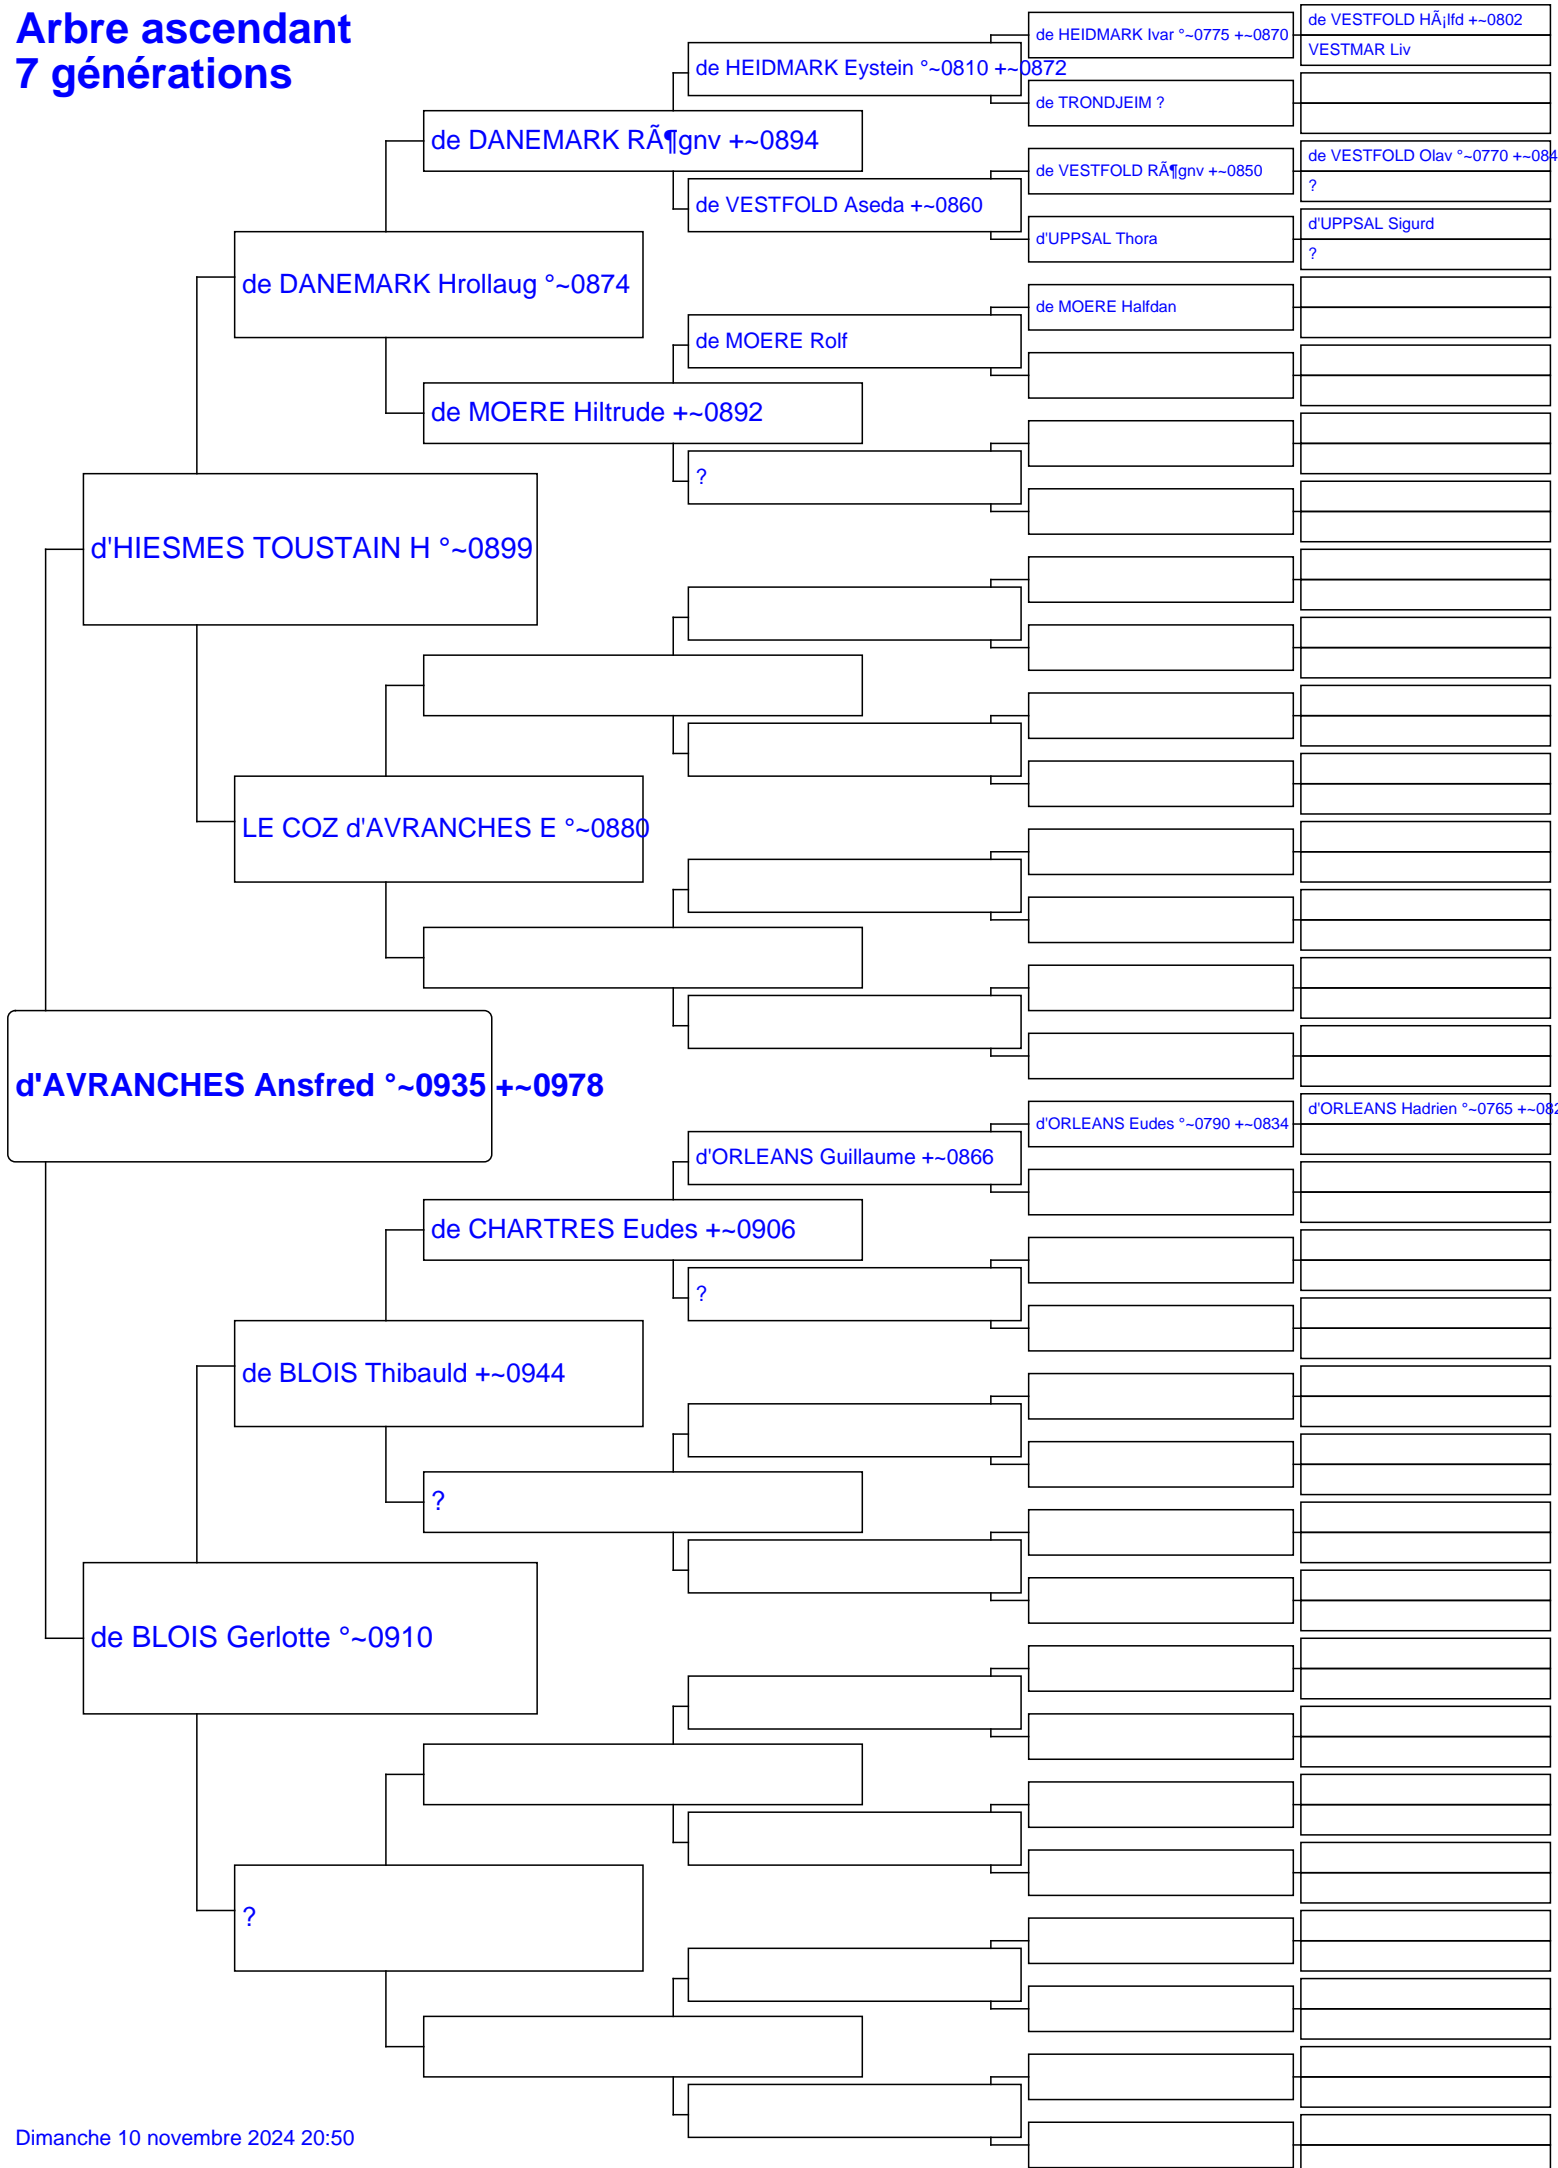 Arbre ascendant
7 générations
de VESTFOLD HÃ¡lfd +~0802
de HEIDMARK Ivar °~0775 +~0870
VESTMAR Liv
de HEIDMARK Eystein °~0810 +~0872
de TRONDJEIM ?
de DANEMARK RÃ¶gnv +~0894
de VESTFOLD Olav °~0770 +~084
de VESTFOLD RÃ¶gnv +~0850
?
de VESTFOLD Aseda +~0860
d'UPPSAL Sigurd
d'UPPSAL Thora
?
de DANEMARK Hrollaug °~0874
de MOERE Halfdan
de MOERE Rolf
de MOERE Hiltrude +~0892
?
d'HIESMES TOUSTAIN H °~0899
LE COZ d'AVRANCHES E °~0880
d'AVRANCHES Ansfred °~0935 +~0978
d'ORLEANS Hadrien °~0765 +~082
d'ORLEANS Eudes °~0790 +~0834
d'ORLEANS Guillaume +~0866
de CHARTRES Eudes +~0906
?
de BLOIS Thibauld +~0944
?
de BLOIS Gerlotte °~0910
?
Dimanche 10 novembre 2024 20:50